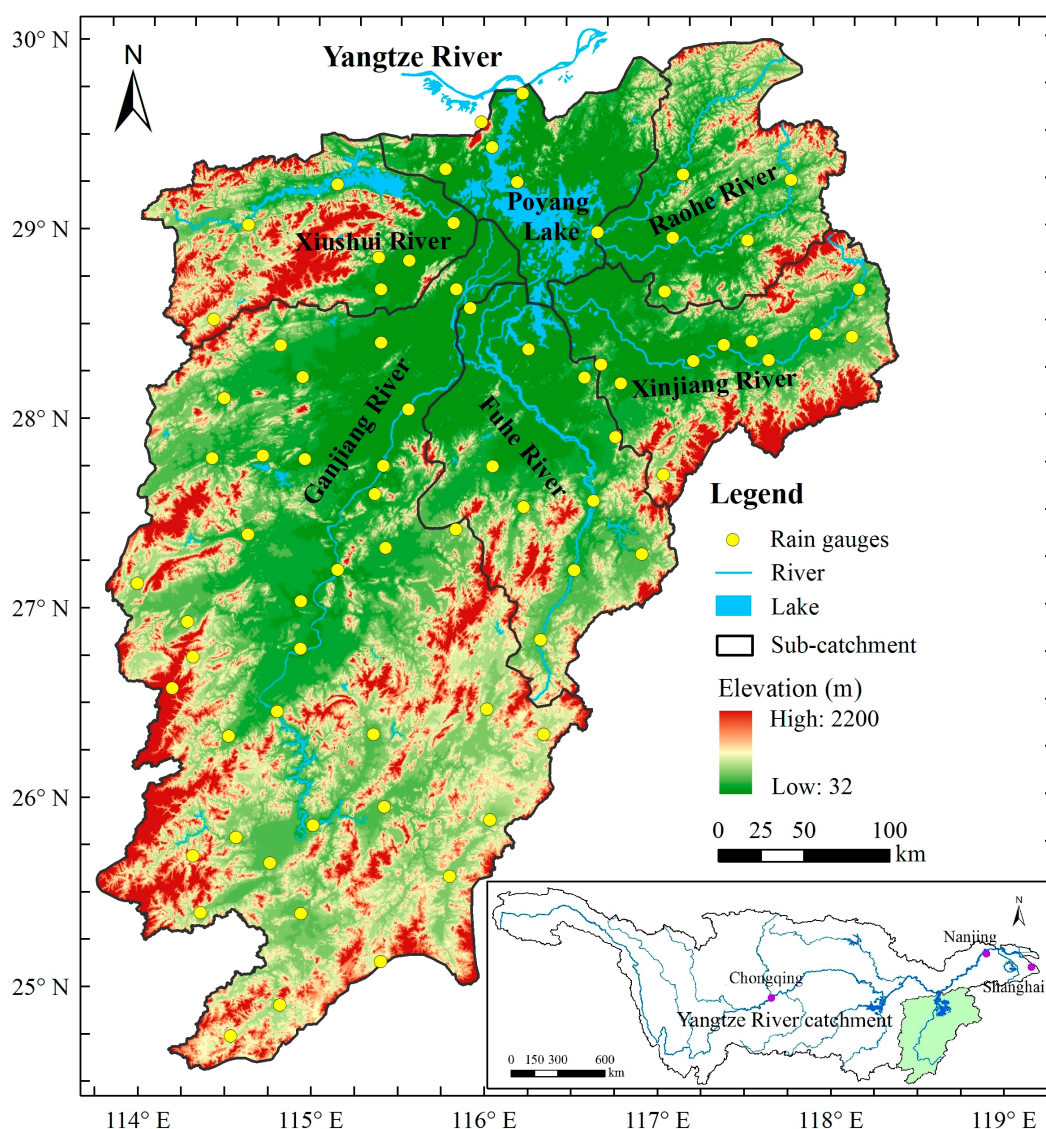 30° N
29° N
28° N
27° N
26° N
25° N
114° E
115° E
116° E
117° E
118° E
119° E
N
Yangtze River
Poyang
Lake
Raohe River
Xiushui River
Xinjiang River
Ganjiang River
Fuhe River
Legend
Rain gauges
River
Lake
Sub-catchment
Elevation (m)
High: 2200
Low: 32
0 25 50 100
km
N
Nanjing
Shanghai
Chongqing
Yangtze River catchment
0 150 300 600
km